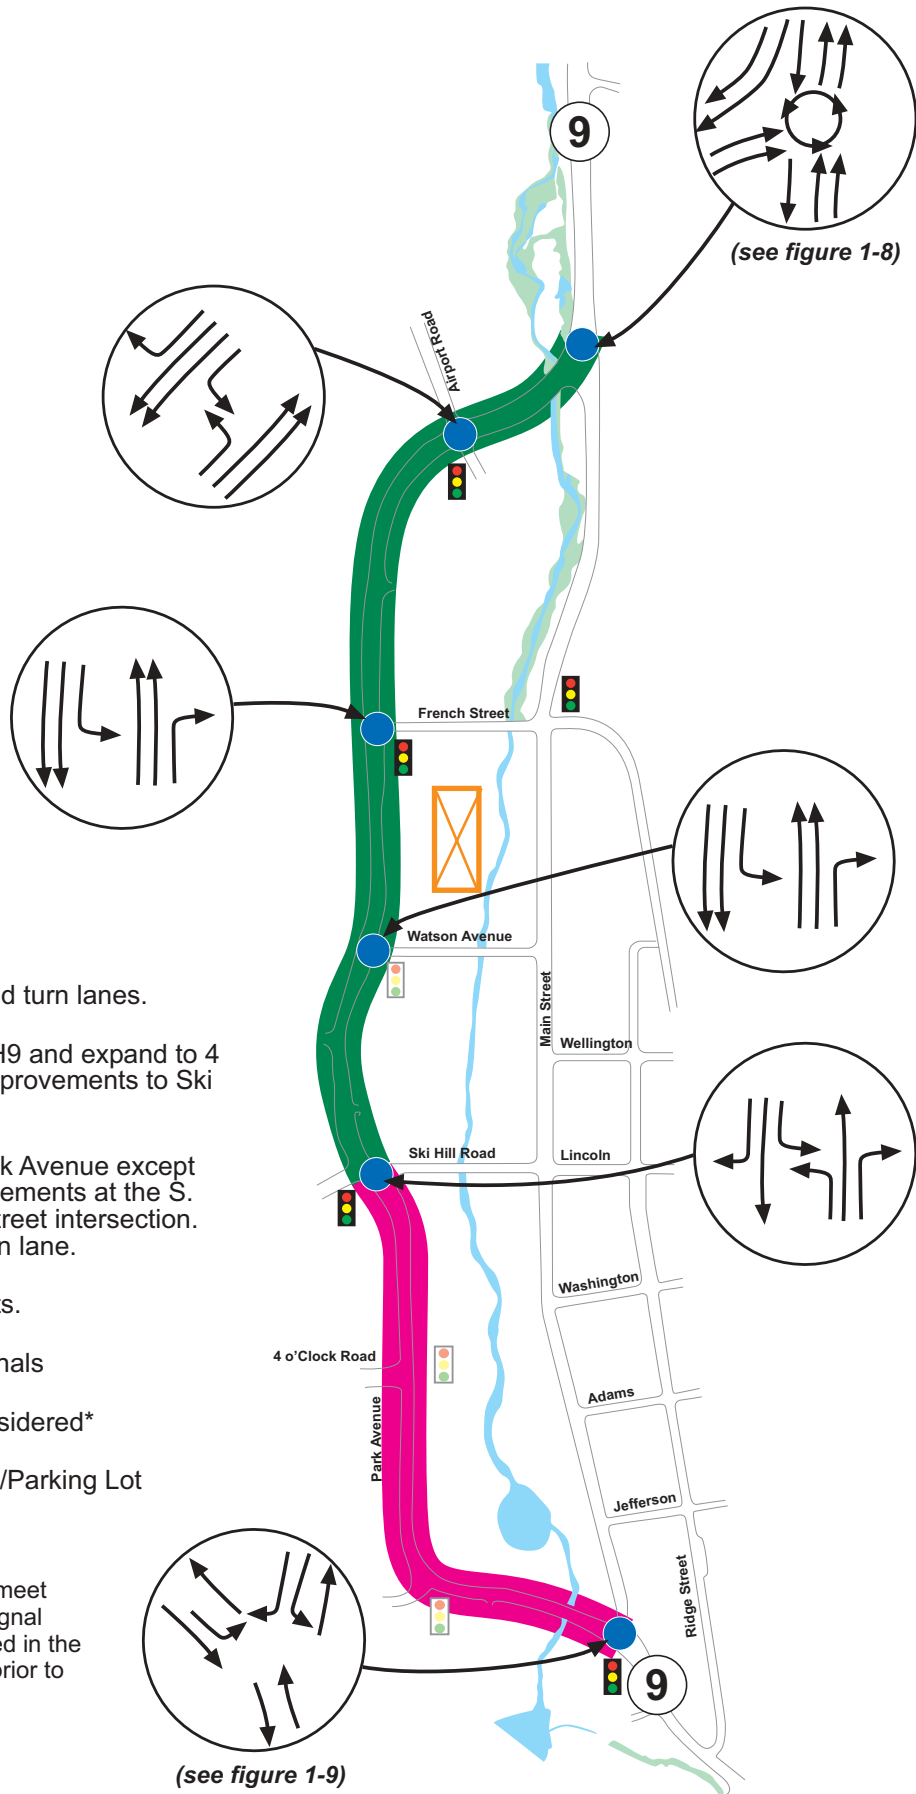 9
(see figure 1-8)
Airport Road
French Street
Watson Avenue
Main Street
d turn lanes.
Wellington
H9 and expand to 4
provements to Ski
Ski Hill Road
Lincoln
k Avenue except
ements at the S.
treet intersection.
n lane.
Washington
ts.
4 o'Clock Road
nals
Adams
Park Avenue
sidered*
/Parking Lot
Jefferson
Ridge Street
meet
gnal
ed in the
prior to
9
(see figure 1-9)